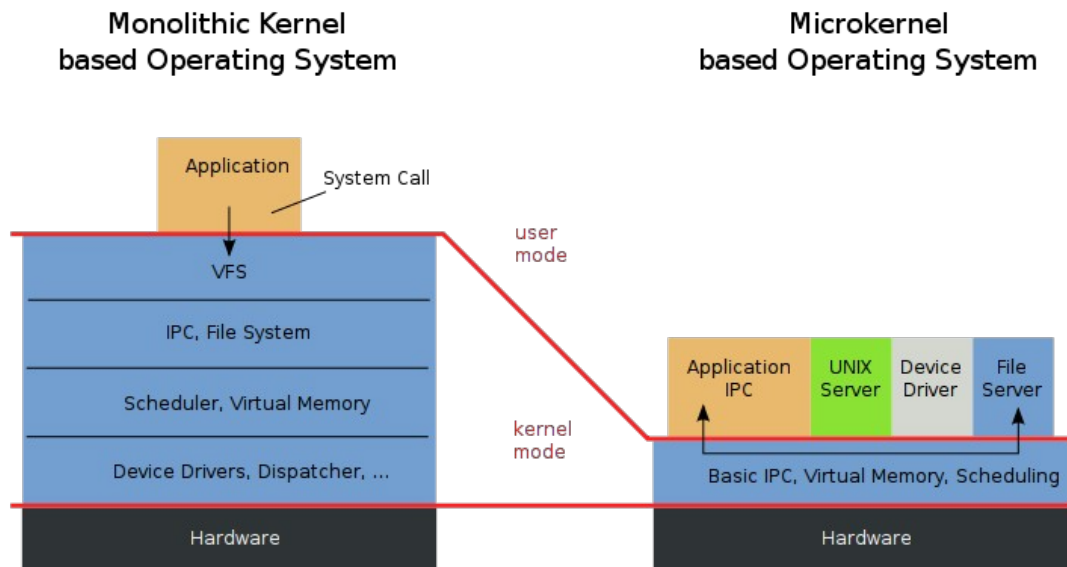 Monolithic Kernel
based Operating System
Microkernel
based Operating System
Application
System Call
VFS
IPC, File System
Scheduler, Virtual Memory
Device Drivers, Dispatcher, ...
Hardware
user
mode
kernel
mode
Application
IPC
UNIX
Server
Device
Driver
File
Server
Basic IPC, Virtual Memory, Scheduling
Hardware